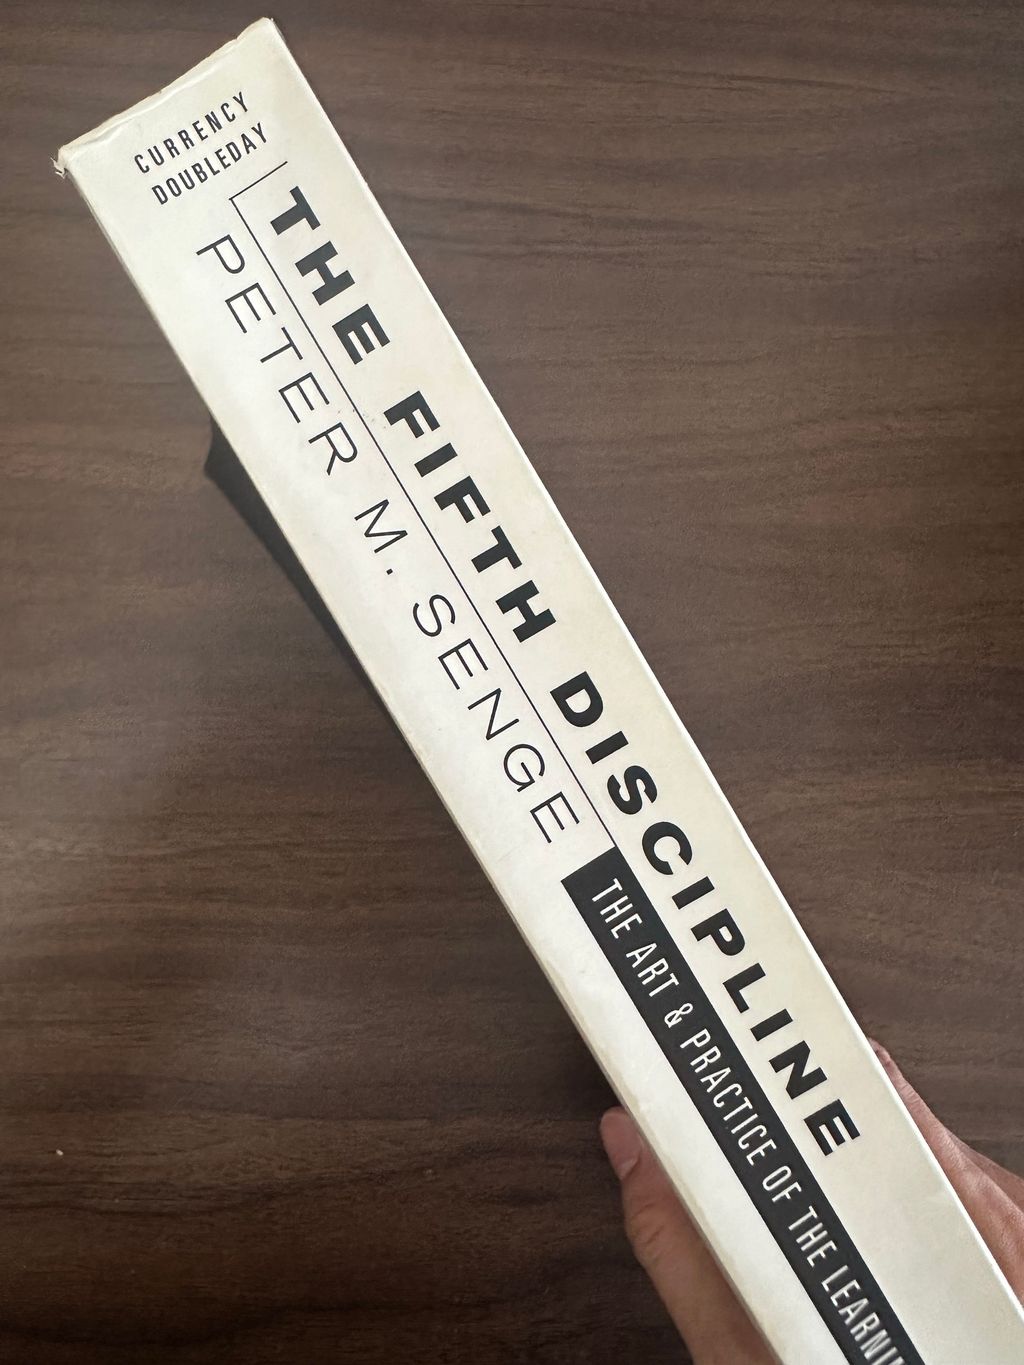 CURRENCY
DOUBLEDAY
THE FIFTH DISCIPLINE
PETER M. SENGE
THE ART & PRACTICE OF THE